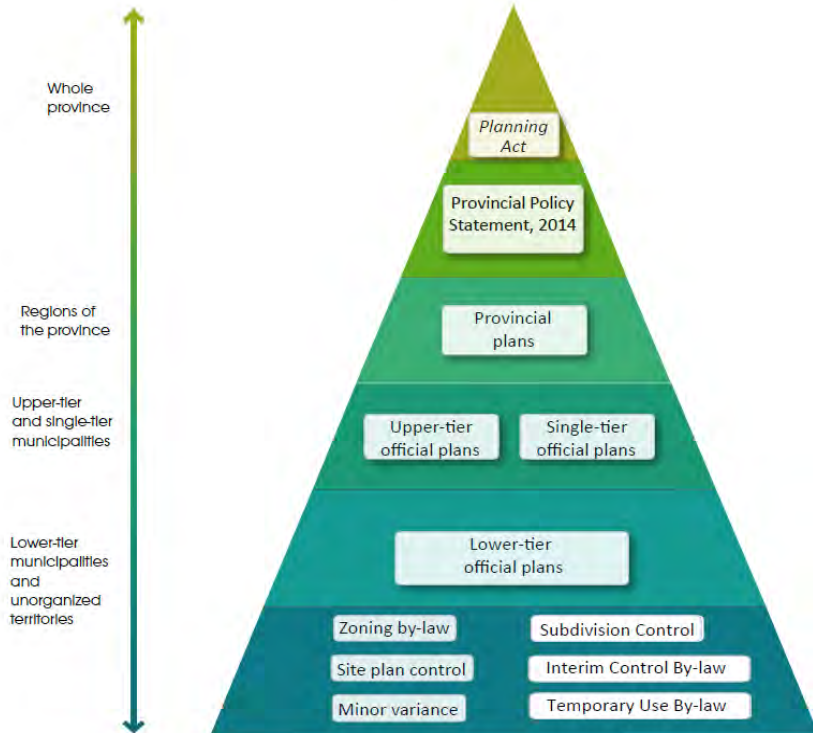 Whole
province
Planning
Act
Provincial Policy
Statement, 2014
Regions of
the province
Provincial
plans
Upper-tier
and single-tier
municipalities
Upper-tier
official plans
Single-tier
official plans
Lower-tier
municipalities
and
unorganized
territories
Lower-tier
official plans
Zoning by-law
Subdivision Control
Site plan control
Interim Control By-law
Minor variance
Temporary Use By-law